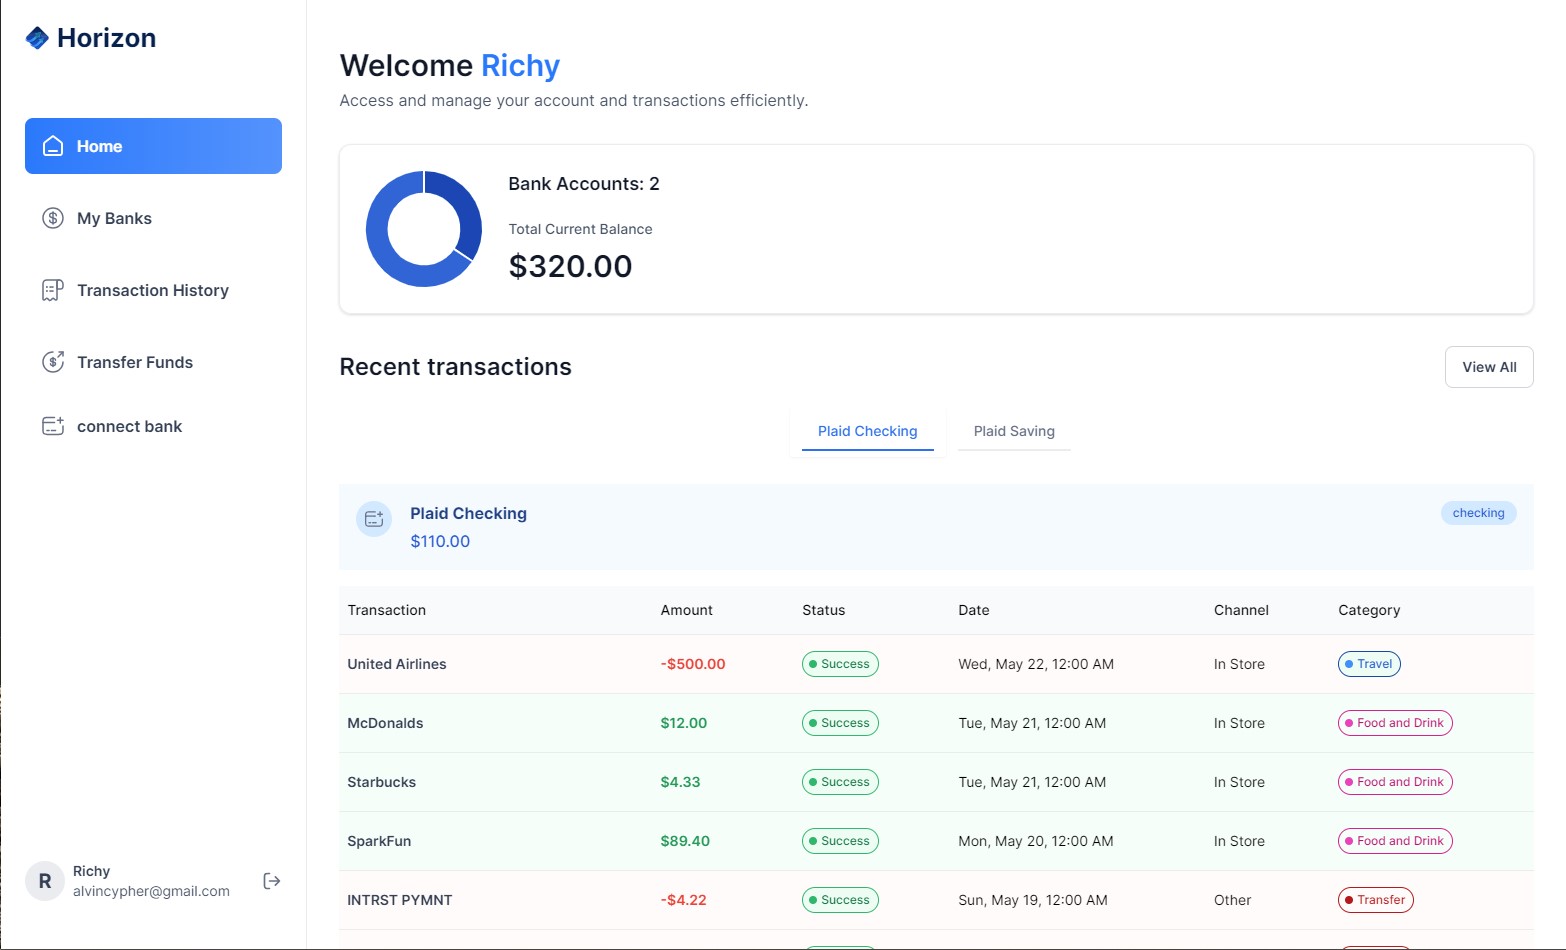 Horizon
Home
My Banks
Transaction History
Transfer Funds
connect bank
R
Richy
alvincypher@gmail.com
Welcome Richy
Access and manage your account and transactions efficiently.
Bank Accounts: 2
Total Current Balance
$320.00
Recent transactions
View All
Plaid Checking Plaid Saving
Plaid Checking
$110.00
checking
Transaction Amount Status Date Channel Category
United Airlines -$500.00 Success Wed, May 22, 12:00 AM In Store Travel
McDonalds $12.00 Success Tue, May 21, 12:00 AM In Store Food and Drink
Starbucks $4.33 Success Tue, May 21, 12:00 AM In Store Food and Drink
SparkFun $89.40 Success Mon, May 20, 12:00 AM In Store Food and Drink
INTRST PYMNT -$4.22 Success Sun, May 19, 12:00 AM Other Transfer